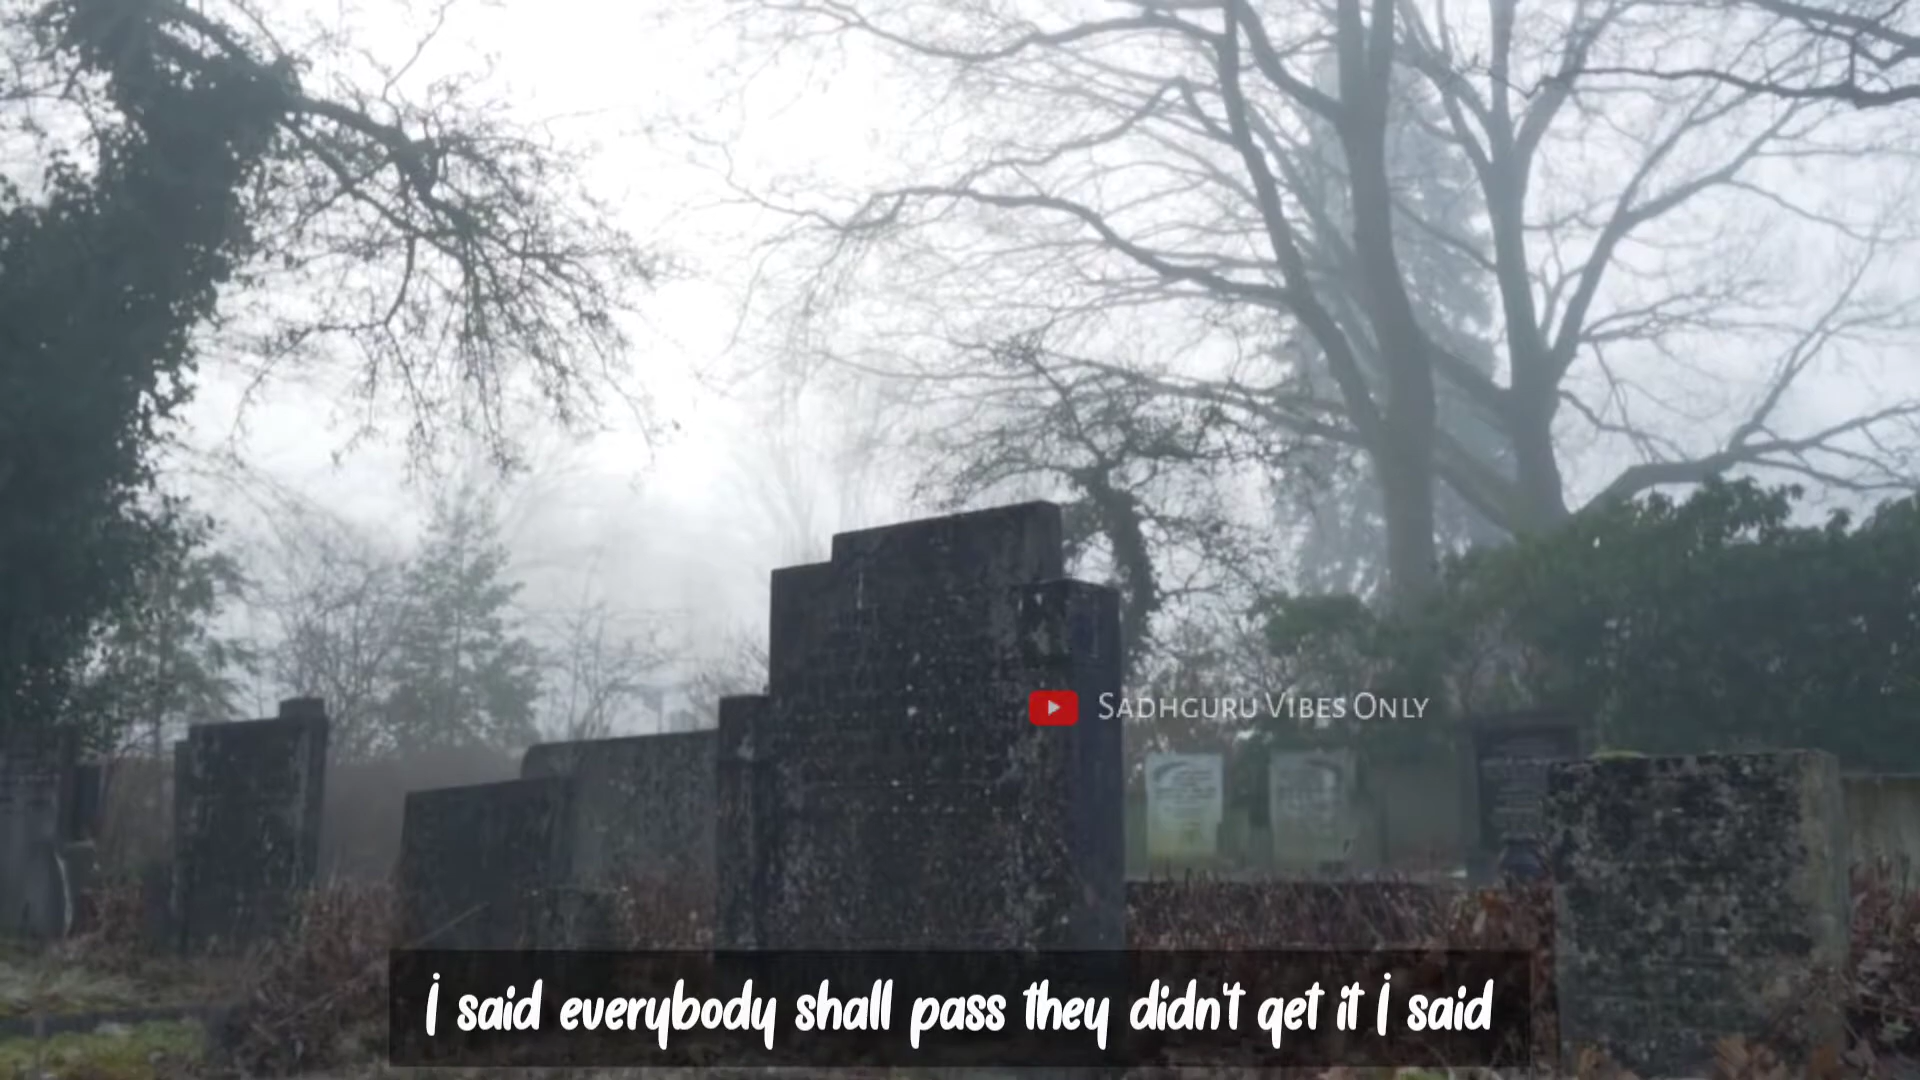 SADHGURU VIBES ONLY
I said everybody shall pass they didn't get it I said